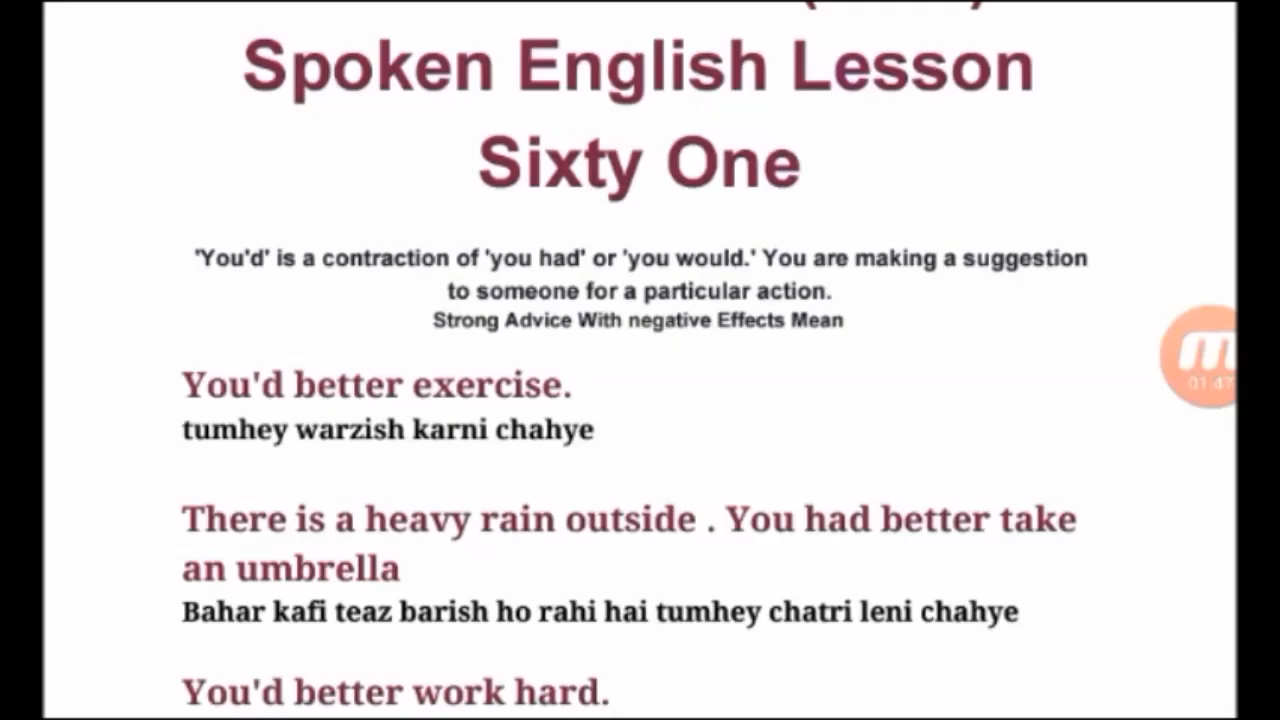 Spoken English Lesson
Sixty One
'You'd' is a contraction of 'you had' or 'you would.' You are making a suggestion
to someone for a particular action.
Strong Advice With negative Effects Mean
You'd better exercise.
tumhey warzish karni chahye
There is a heavy rain outside . You had better take
an umbrella
Bahar kafi teaz barish ho rahi hai tumhey chatri leni chahye
You'd better work hard.
01:47